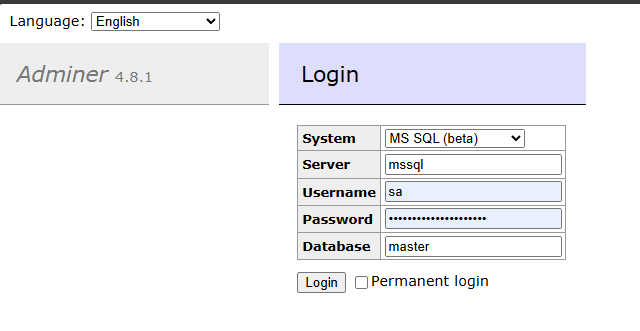 Language: English
Adminer 4.8.1
Login
System MS SQL (beta)
Server mssql
Username sa
Password •••••••••••••••••••••
Database master
Login Permanent login